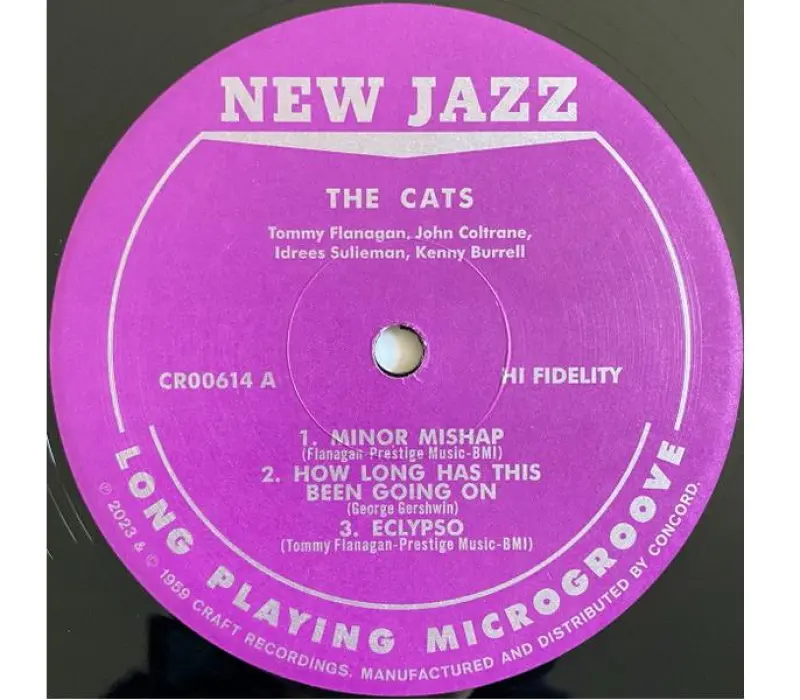 NEW JAZZ
THE CATS
Tommy Flanagan, John Coltrane,
Idrees Sulieman, Kenny Burrell
CR00614 A
HI FIDELITY
1. MINOR MISHAP
(Flanagan-Prestige Music-BMI)
2. HOW LONG HAS THIS
BEEN GOING ON
(George Gershwin)
3. ECLYPSO
(Tommy Flanagan-Prestige Music-BMI)
LONG PLAYING MICROGROOVE
℗ 2023 & © 1959 CRAFT RECORDINGS, MANUFACTURED AND DISTRIBUTED BY CONCORD.